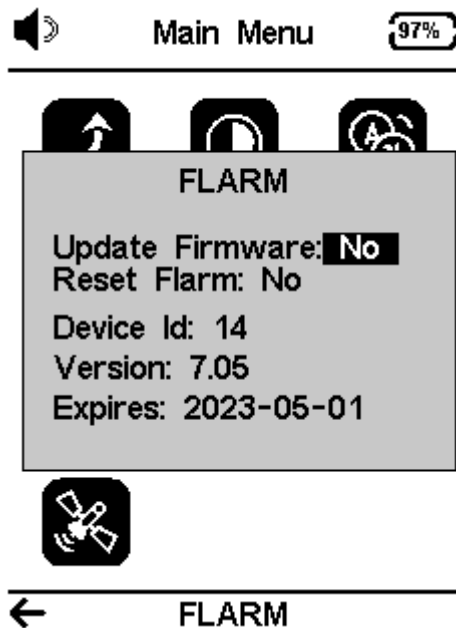 Main Menu 97%
FLARM
Update Firmware: No
Reset Flarm: No
Device Id: 14
Version: 7.05
Expires: 2023-05-01
FLARM